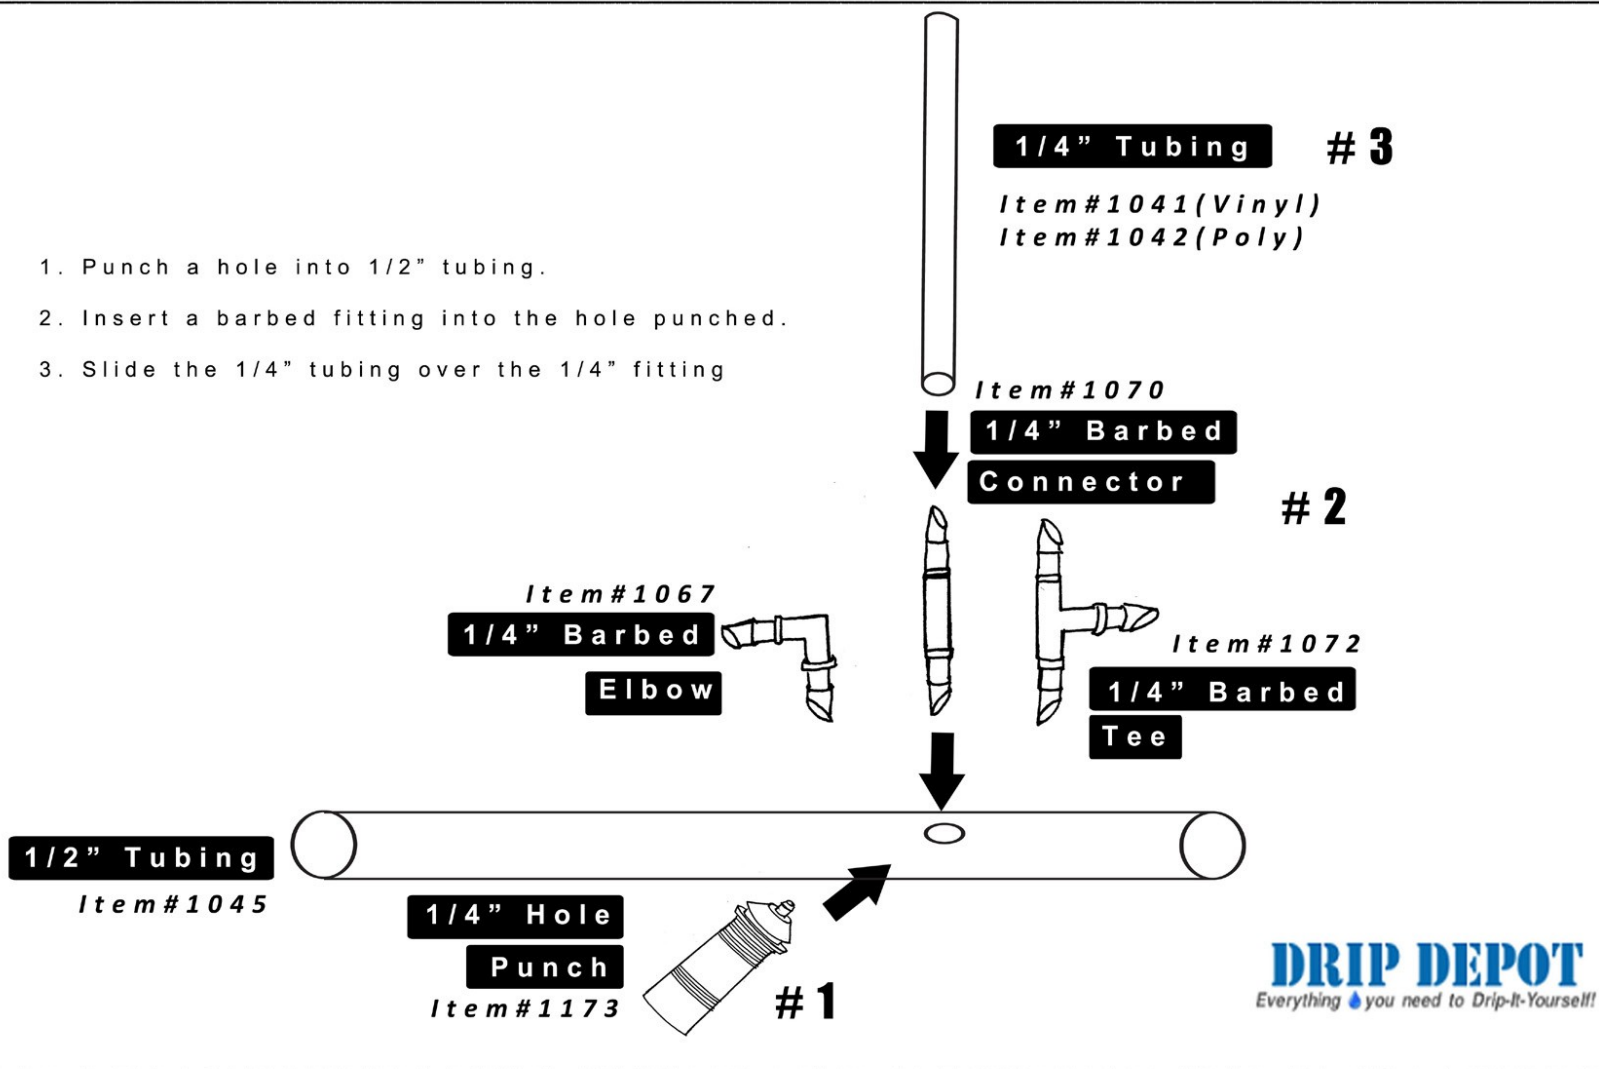 1/4” Tubing
#3
Item#1041(Vinyl)
Item#1042(Poly)
1. Punch a hole into 1/2” tubing.
2. Insert a barbed fitting into the hole punched.
3. Slide the 1/4” tubing over the 1/4” fitting
Item#1070
1/4” Barbed
Connector
#2
Item#1067
1/4” Barbed
Elbow
Item#1072
1/4” Barbed
Tee
1/2” Tubing
Item#1045
1/4” Hole
Punch
Item#1173
#1
DRIP DEPOT
Everything you need to Drip-It-Yourself!